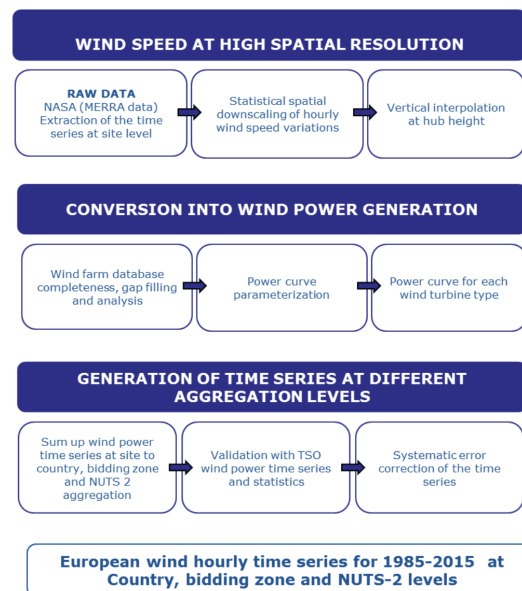 WIND SPEED AT HIGH SPATIAL RESOLUTION
RAW DATA
NASA (MERRA data)
Extraction of the time
series at site level
Statistical spatial
downscaling of hourly
wind speed variations
Vertical interpolation
at hub height
CONVERSION INTO WIND POWER GENERATION
Wind farm database
completeness, gap filling
and analysis
Power curve
parameterization
Power curve for each
wind turbine type
GENERATION OF TIME SERIES AT DIFFERENT
AGGREGATION LEVELS
Sum up wind power
time series at site to
country, bidding zone
and NUTS 2
aggregation
Validation with TSO
wind power time series
and statistics
Systematic error
correction of the time
series
European wind hourly time series for 1985-2015 at
Country, bidding zone and NUTS-2 levels